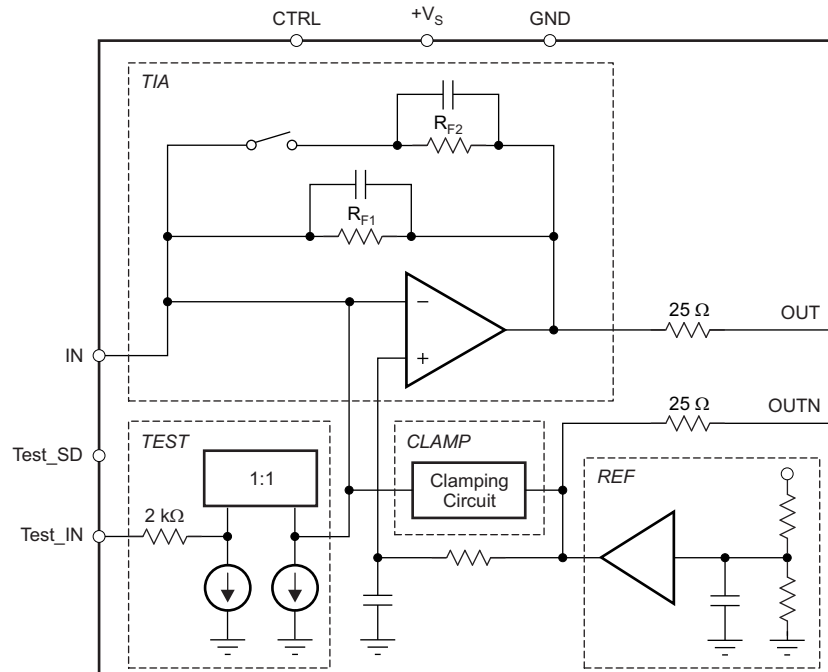 CTRL
+VS
GND
TIA
RF2
RF1
−
+
25 Ω
OUT
IN
25 Ω
OUTN
TEST
CLAMP
Test_SD
1:1
Clamping
Circuit
REF
2 kΩ
Test_IN